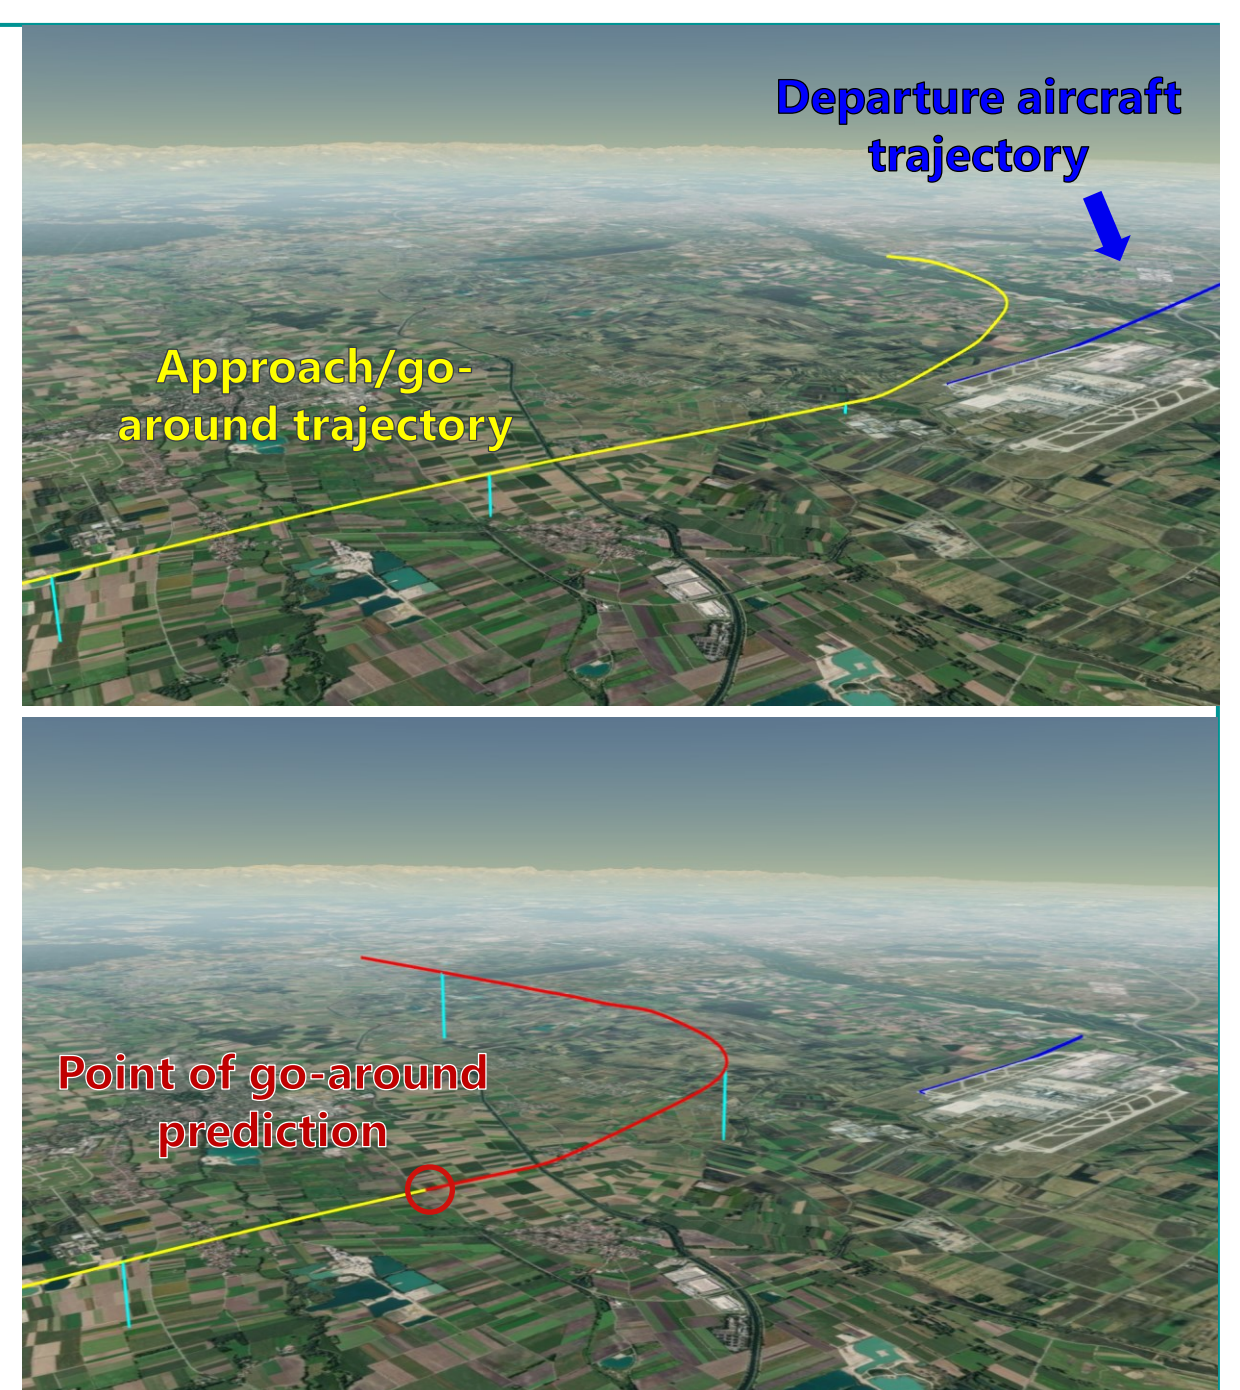 Departure aircraft
trajectory
Approach/go-
around trajectory
Point of go-around
prediction